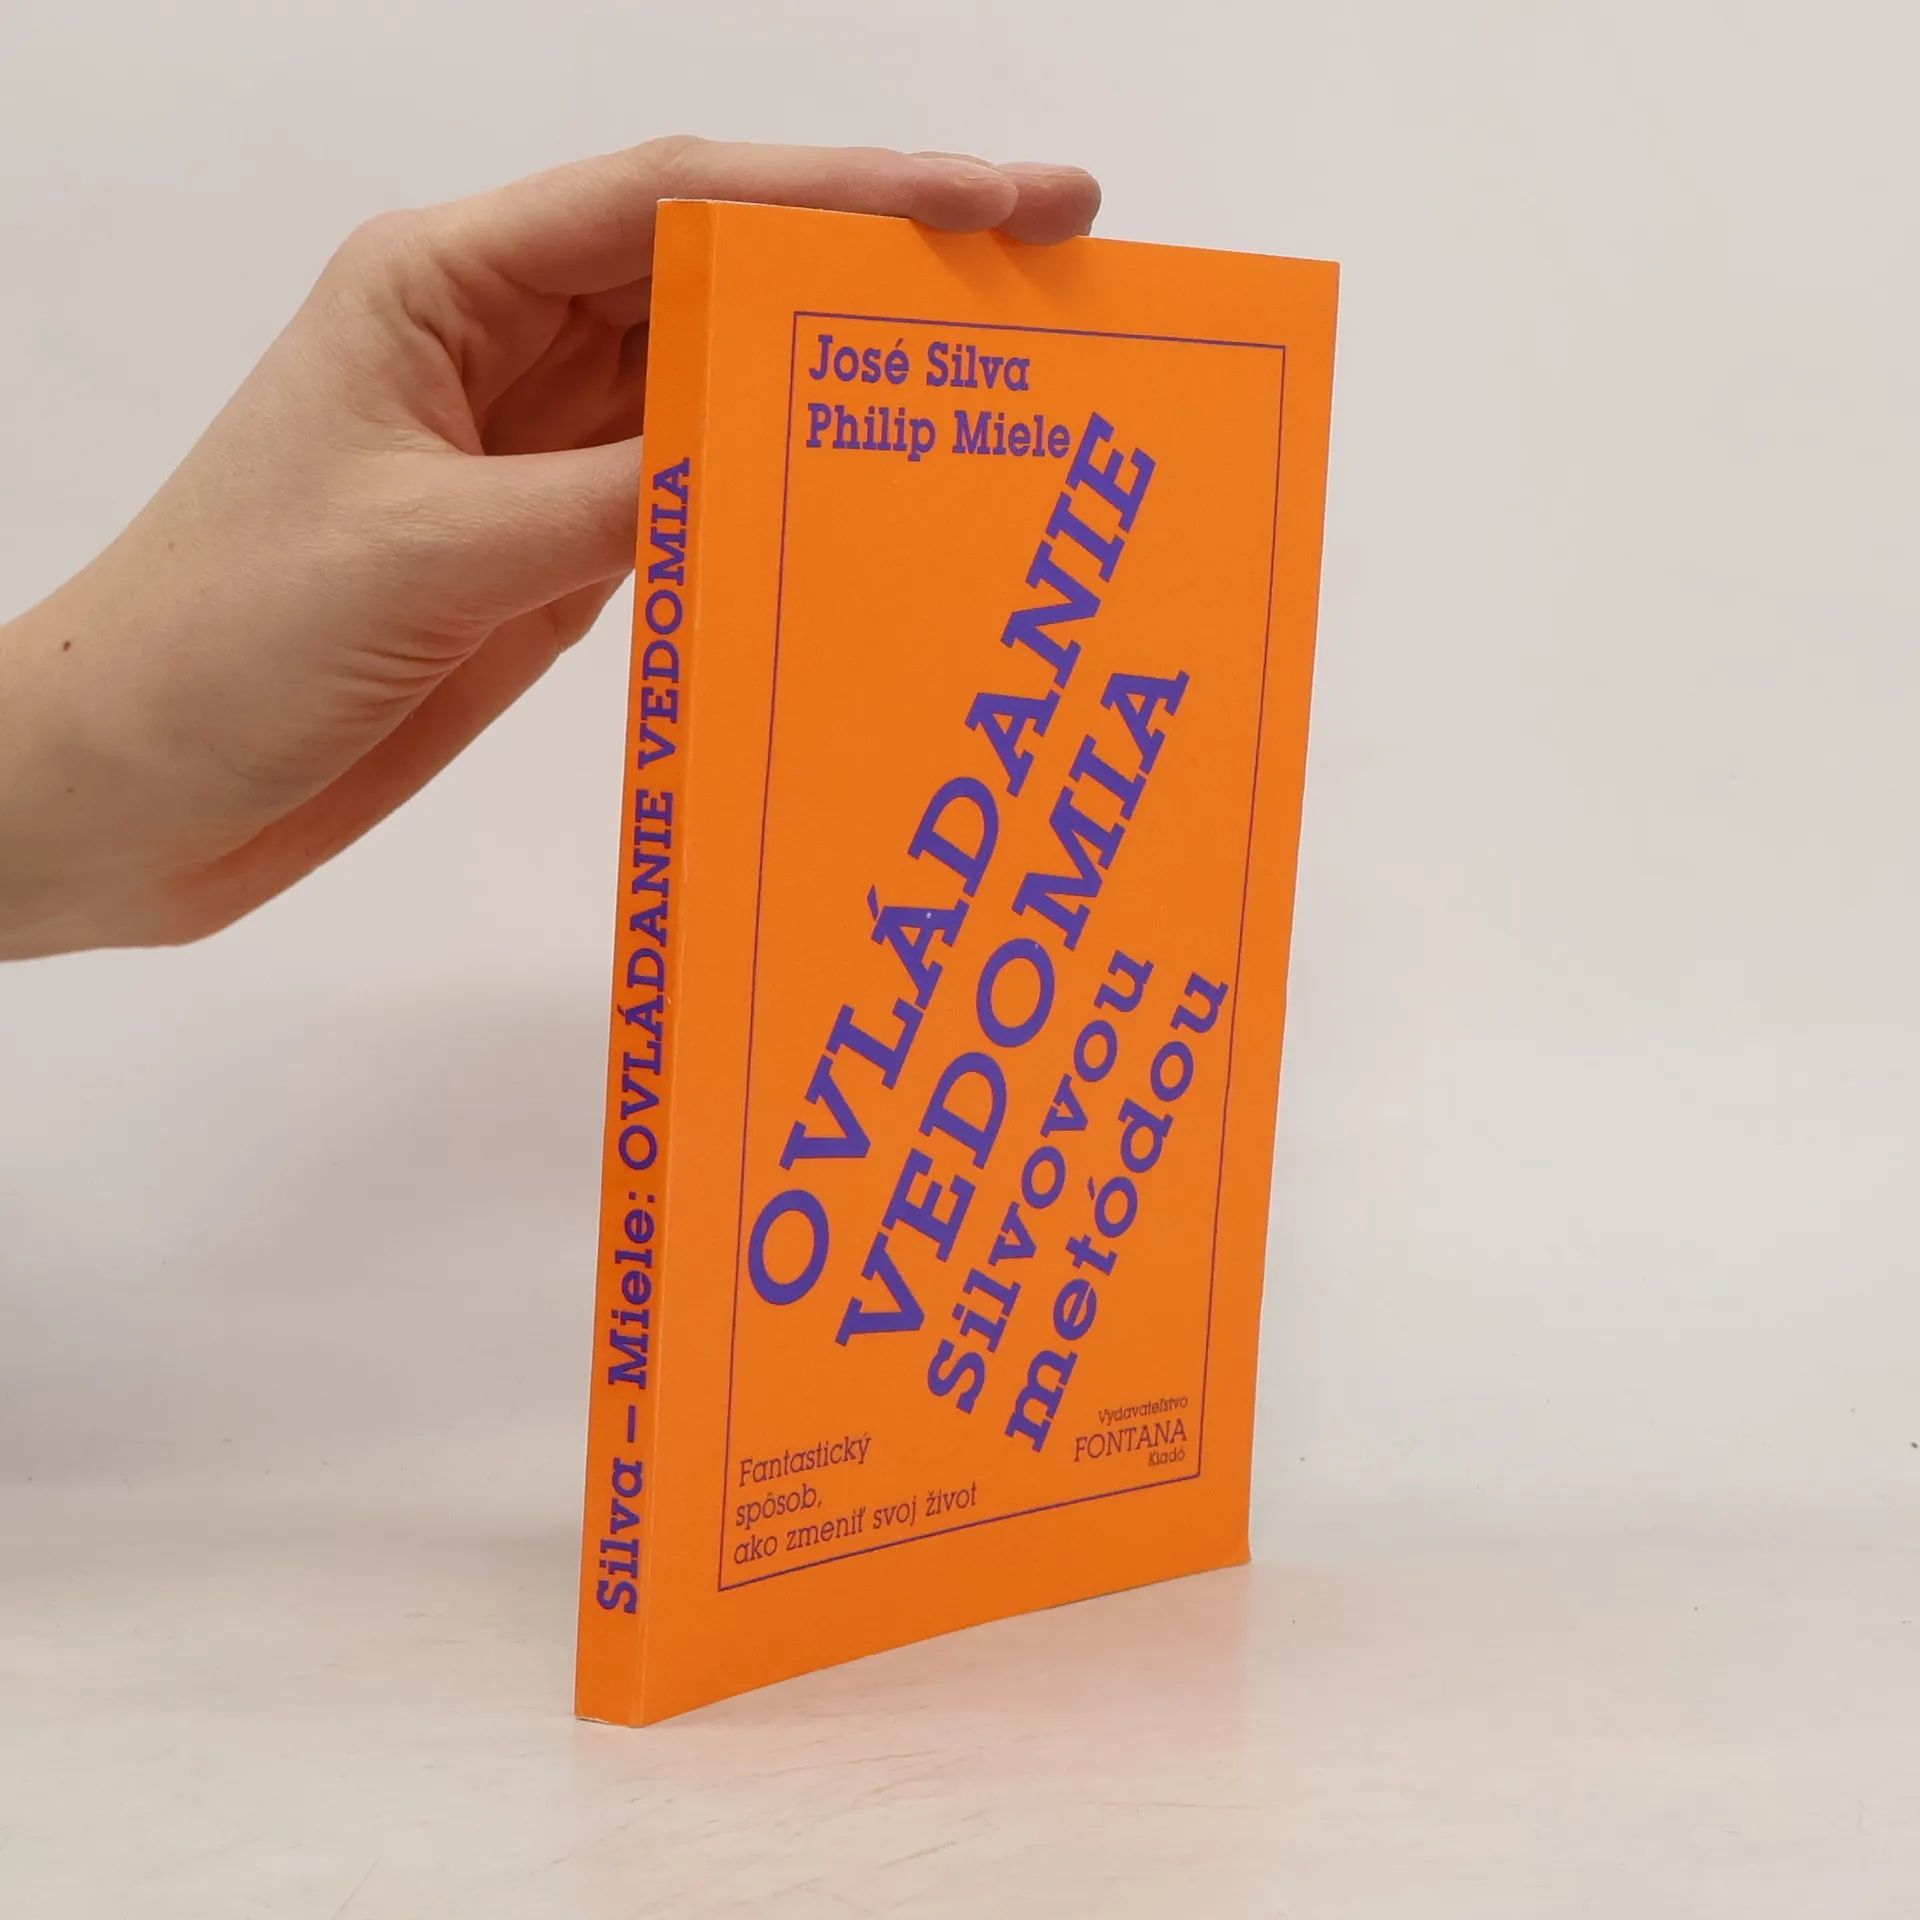 Silva – Miele: OVLÁDANIE VEDOMIA
José Silva
Philip Miele
OVLÁDANIE
VEDOMIA
Silvovou
metódou
Fantastický
spôsob,
ako zmeniť svoj život
Vydavateľstvo
FONTANA
Kiadó